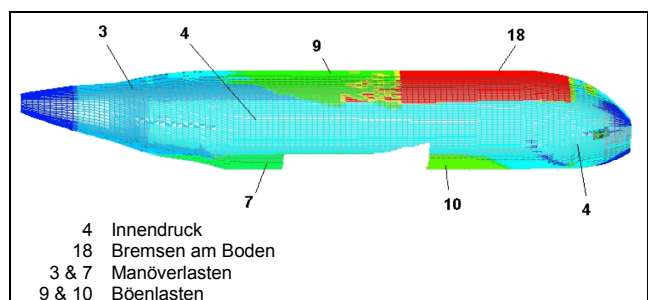 3
4
9
18
7
10
4
4 Innendruck
18 Bremsen am Boden
3 & 7 Manöverlasten
9 & 10 Böenlasten